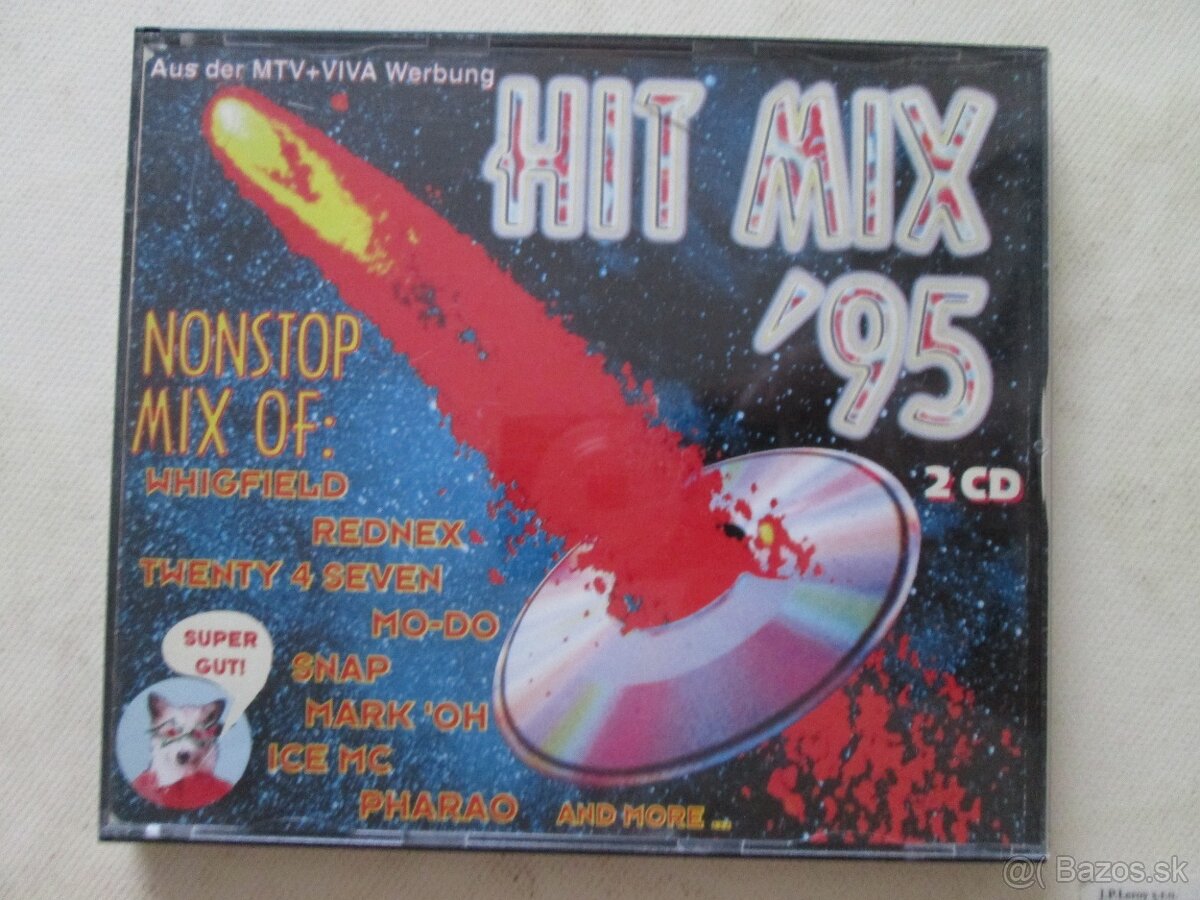 Aus der MTV+VIVA Werbung
HIT MIX
'95
2 CD
NONSTOP
MIX OF:
WHIGFIELD
REDNEX
TWENTY 4 SEVEN
MO-DO
SNAP
MARK 'OH
ICE MC
PHARAO
AND MORE ...
SUPER
GUT!
@( Bazos.sk
J.P.Leroy s.r.o.